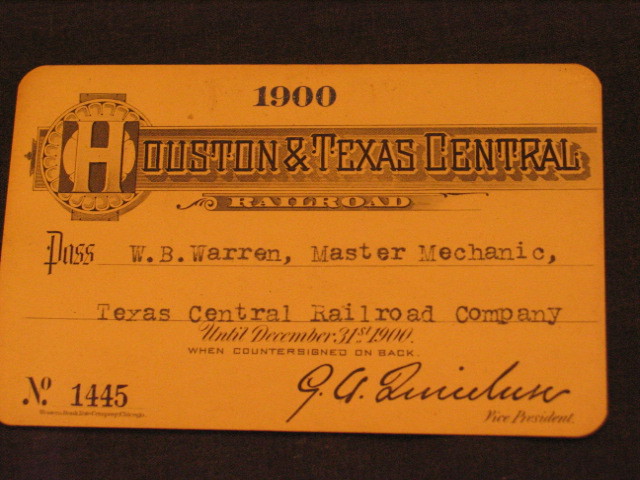 1900
HOUSTON & TEXAS CENTRAL
RAILROAD
Pass W.B.Warren, Master Mechanic,
Texas Central Railroad Company
Until December 31st 1900.
WHEN COUNTERSIGNED ON BACK.
No 1445
Vice President.